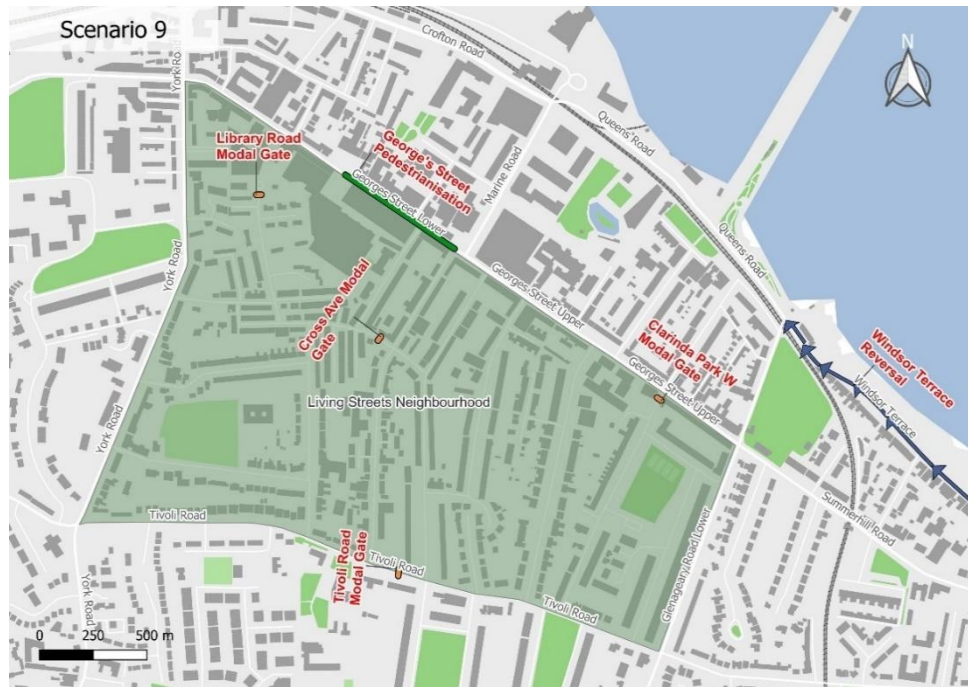 Scenario 9
Crofton Road
N
York Road
Queens Road
Library Road
Modal Gate
George's Street
Pedestrianisation
Marine Road
Georges Street Lower
York Road
Queens Road
Cross Ave Modal
Gate
Georges Street Upper
Clarinda Park W
Modal Gate
Windsor Terrace
Reversal
Windsor Terrace
Living Streets Neighbourhood
Georges Street Upper
York Road
Summerhill Road
Tivoli Road
Tivoli Road
Modal Gate
Tivoli Road
Glenageary Road Lower
York Road
Tivoli Road
0 250 500 m